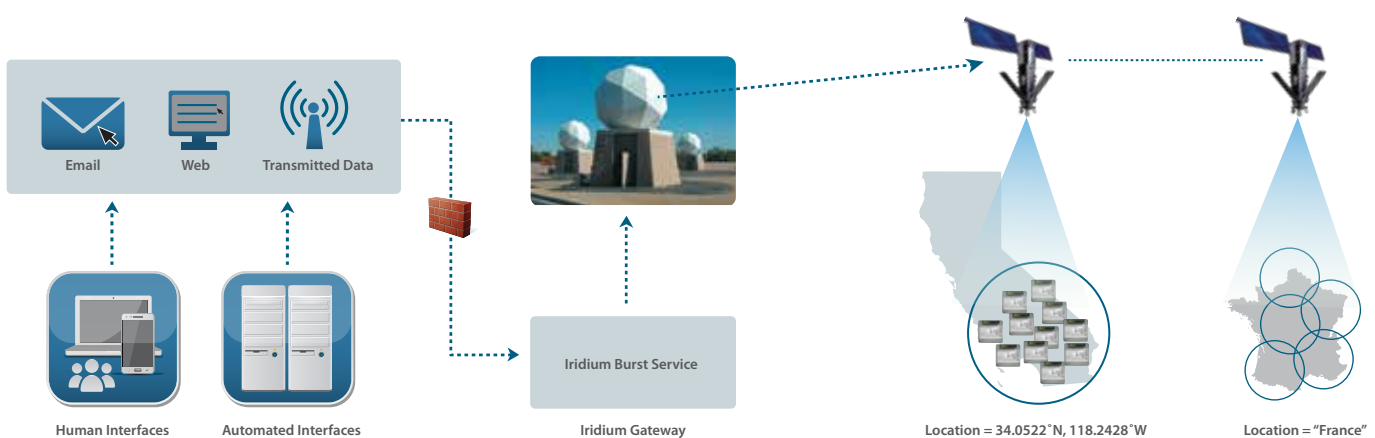 Email
Web
Transmitted Data
Iridium Burst Service
Human Interfaces
Automated Interfaces
Iridium Gateway
Location = 34.0522˚N, 118.2428˚W
Location = “France”